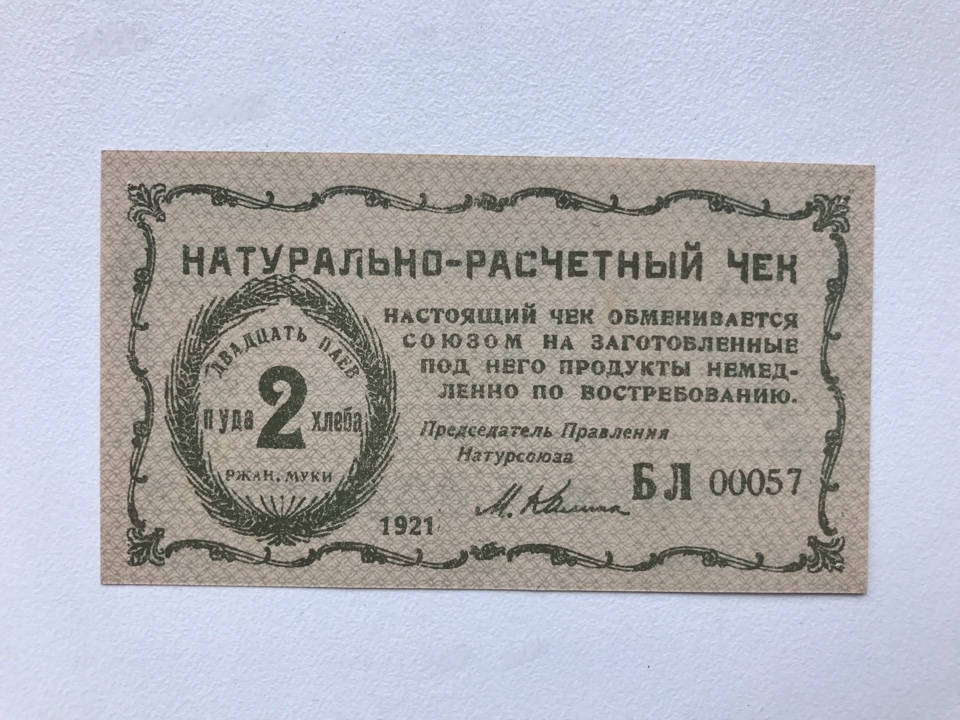 НАТУРАЛЬНО-РАСЧЕТНЫЙ ЧЕК
ДВАДЦАТЬ ПАЕВ
2
пуда хлеба
РЖАН. МУКИ
НАСТОЯЩИЙ ЧЕК ОБМЕНИВАЕТСЯ
СОЮЗОМ НА ЗАГОТОВЛЕННЫЕ
ПОД НЕГО ПРОДУКТЫ НЕМЕД-
ЛЕННО ПО ВОСТРЕБОВАНИЮ.
Председатель Правления
Натурсоюза
БЛ 00057
1921